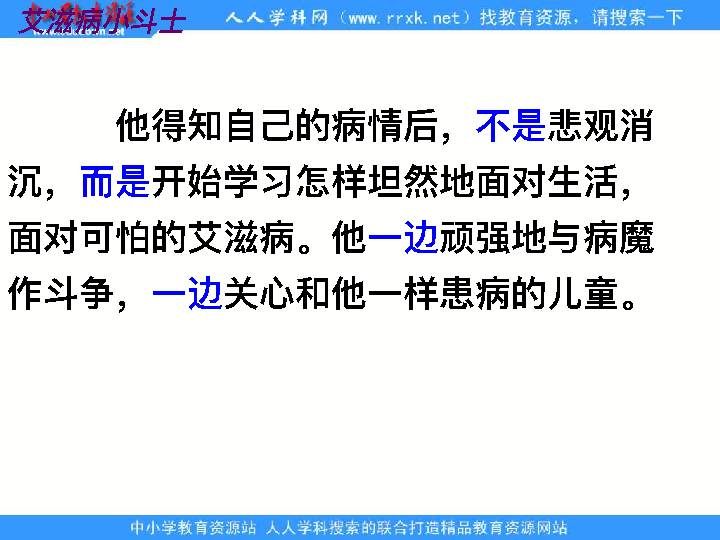 艾滋病小斗士
人人学科网（www.rrxk.net）找教育资源，请搜索一下
他得知自己的病情后，不是悲观消
沉，而是开始学习怎样坦然地面对生活，
面对可怕的艾滋病。他一边顽强地与病魔
作斗争，一边关心和他一样患病的儿童。
中小学教育资源站 人人学科搜索的联合打造精品教育资源网站